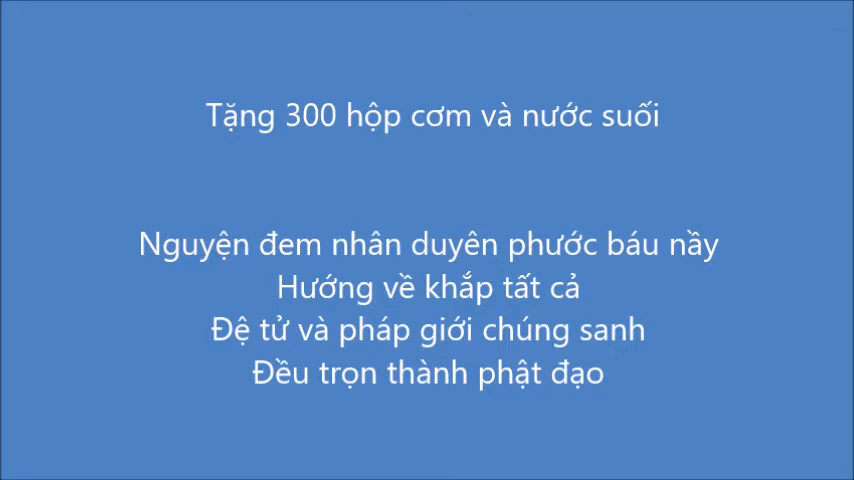 Tặng 300 hộp cơm và nước suối
Nguyện đem nhân duyên phước báu nầy
Hướng về khắp tất cả
Đệ tử và pháp giới chúng sanh
Đều trọn thành phật đạo